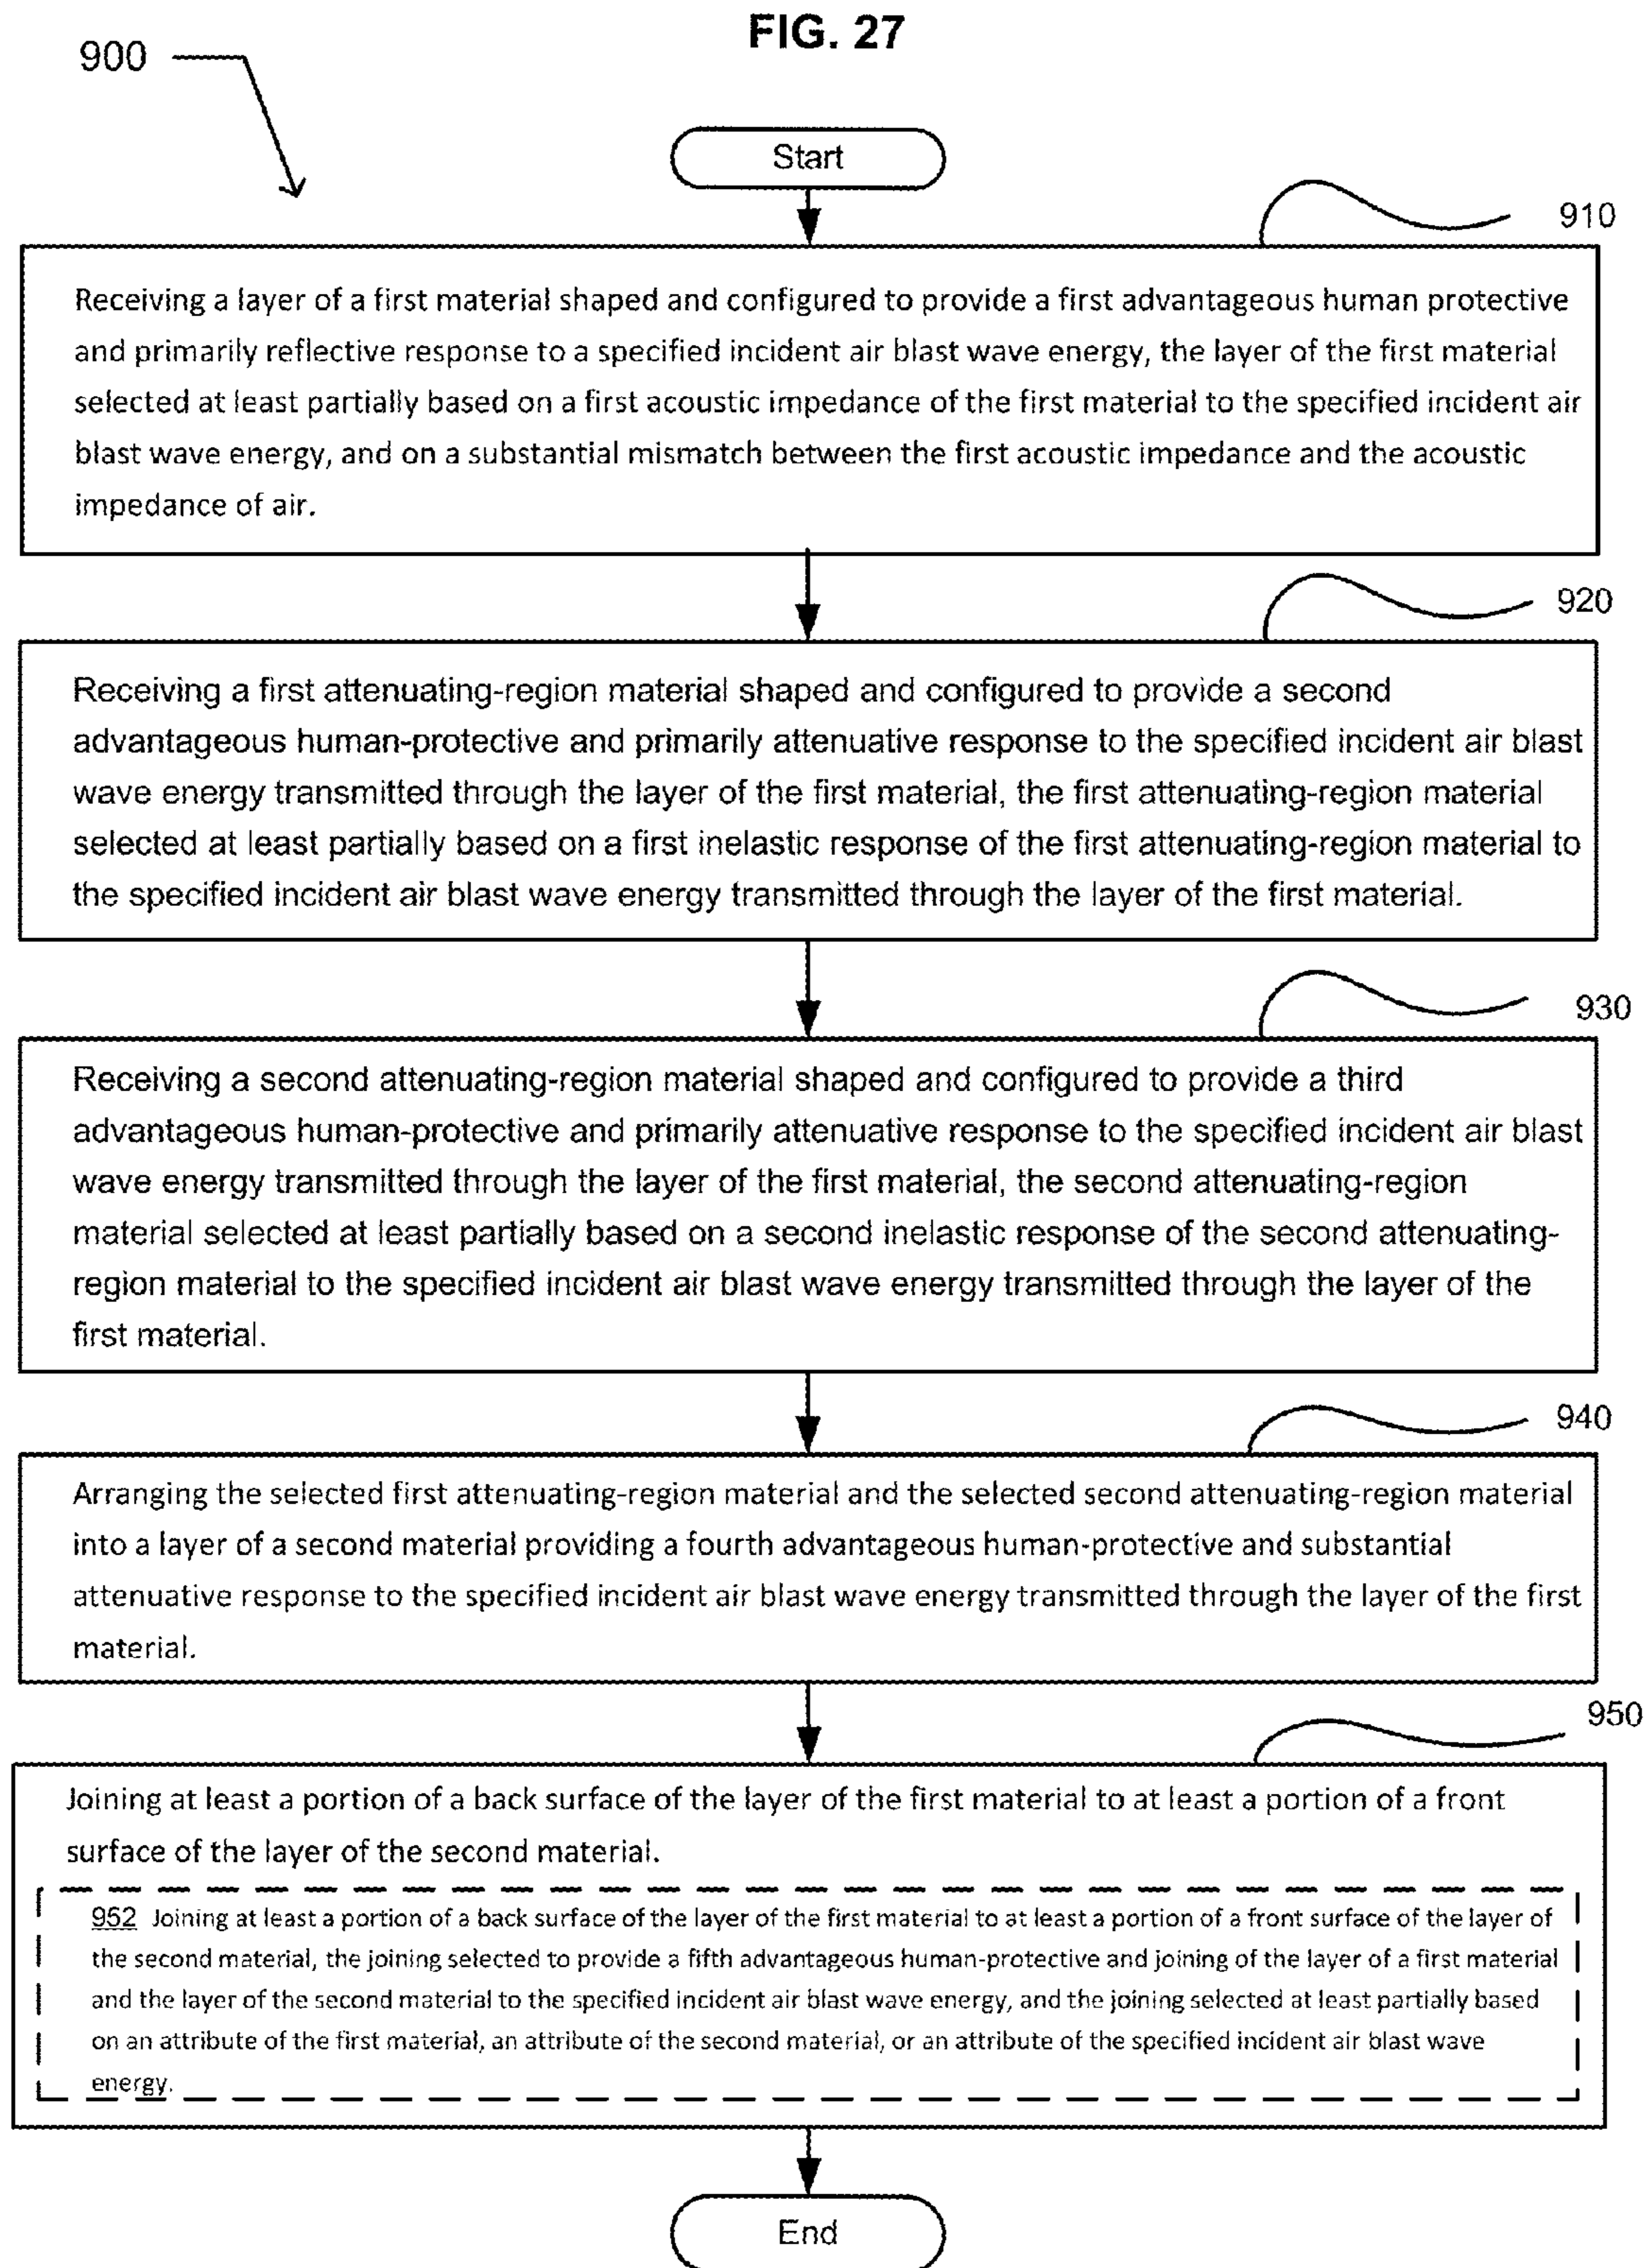 FIG. 27
900
Start
910
Receiving a layer of a first material shaped and configured to provide a first advantageous human protective
and primarily reflective response to a specified incident air blast wave energy, the layer of the first material
selected at least partially based on a first acoustic impedance of the first material to the specified incident air
blast wave energy, and on a substantial mismatch between the first acoustic impedance and the acoustic
impedance of air.
920
Receiving a first attenuating-region material shaped and configured to provide a second
advantageous human-protective and primarily attenuative response to the specified incident air blast
wave energy transmitted through the layer of the first material, the first attenuating-region material
selected at least partially based on a first inelastic response of the first attenuating-region material to
the specified incident air blast wave energy transmitted through the layer of the first material.
930
Receiving a second attenuating-region material shaped and configured to provide a third
advantageous human-protective and primarily attenuative response to the specified incident air blast
wave energy transmitted through the layer of the first material, the second attenuating-region
material selected at least partially based on a second inelastic response of the second attenuating-
region material to the specified incident air blast wave energy transmitted through the layer of the
first material.
940
Arranging the selected first attenuating-region material and the selected second attenuating-region material
into a layer of a second material providing a fourth advantageous human-protective and substantial
attenuative response to the specified incident air blast wave energy transmitted through the layer of the first
material.
950
Joining at least a portion of a back surface of the layer of the first material to at least a portion of a front
surface of the layer of the second material.
952 Joining at least a portion of a back surface of the layer of the first material to at least a portion of a front surface of the layer of
the second material, the joining selected to provide a fifth advantageous human-protective and joining of the layer of a first material
and the layer of the second material to the specified incident air blast wave energy, and the joining selected at least partially based
on an attribute of the first material, an attribute of the second material, or an attribute of the specified incident air blast wave
energy.
End